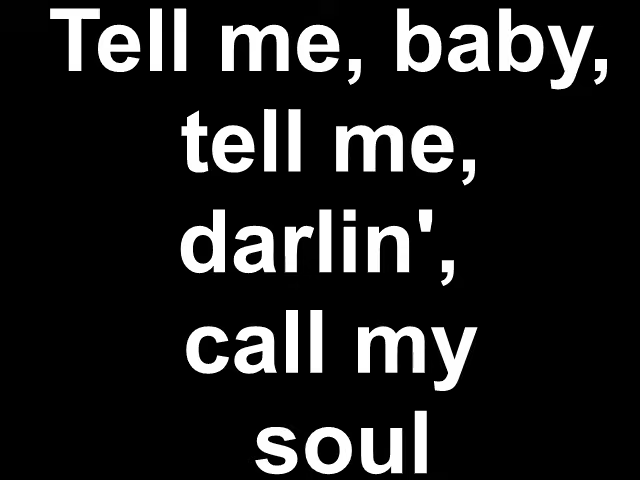 Tell me, baby,
tell me,
darlin',
call my
soul